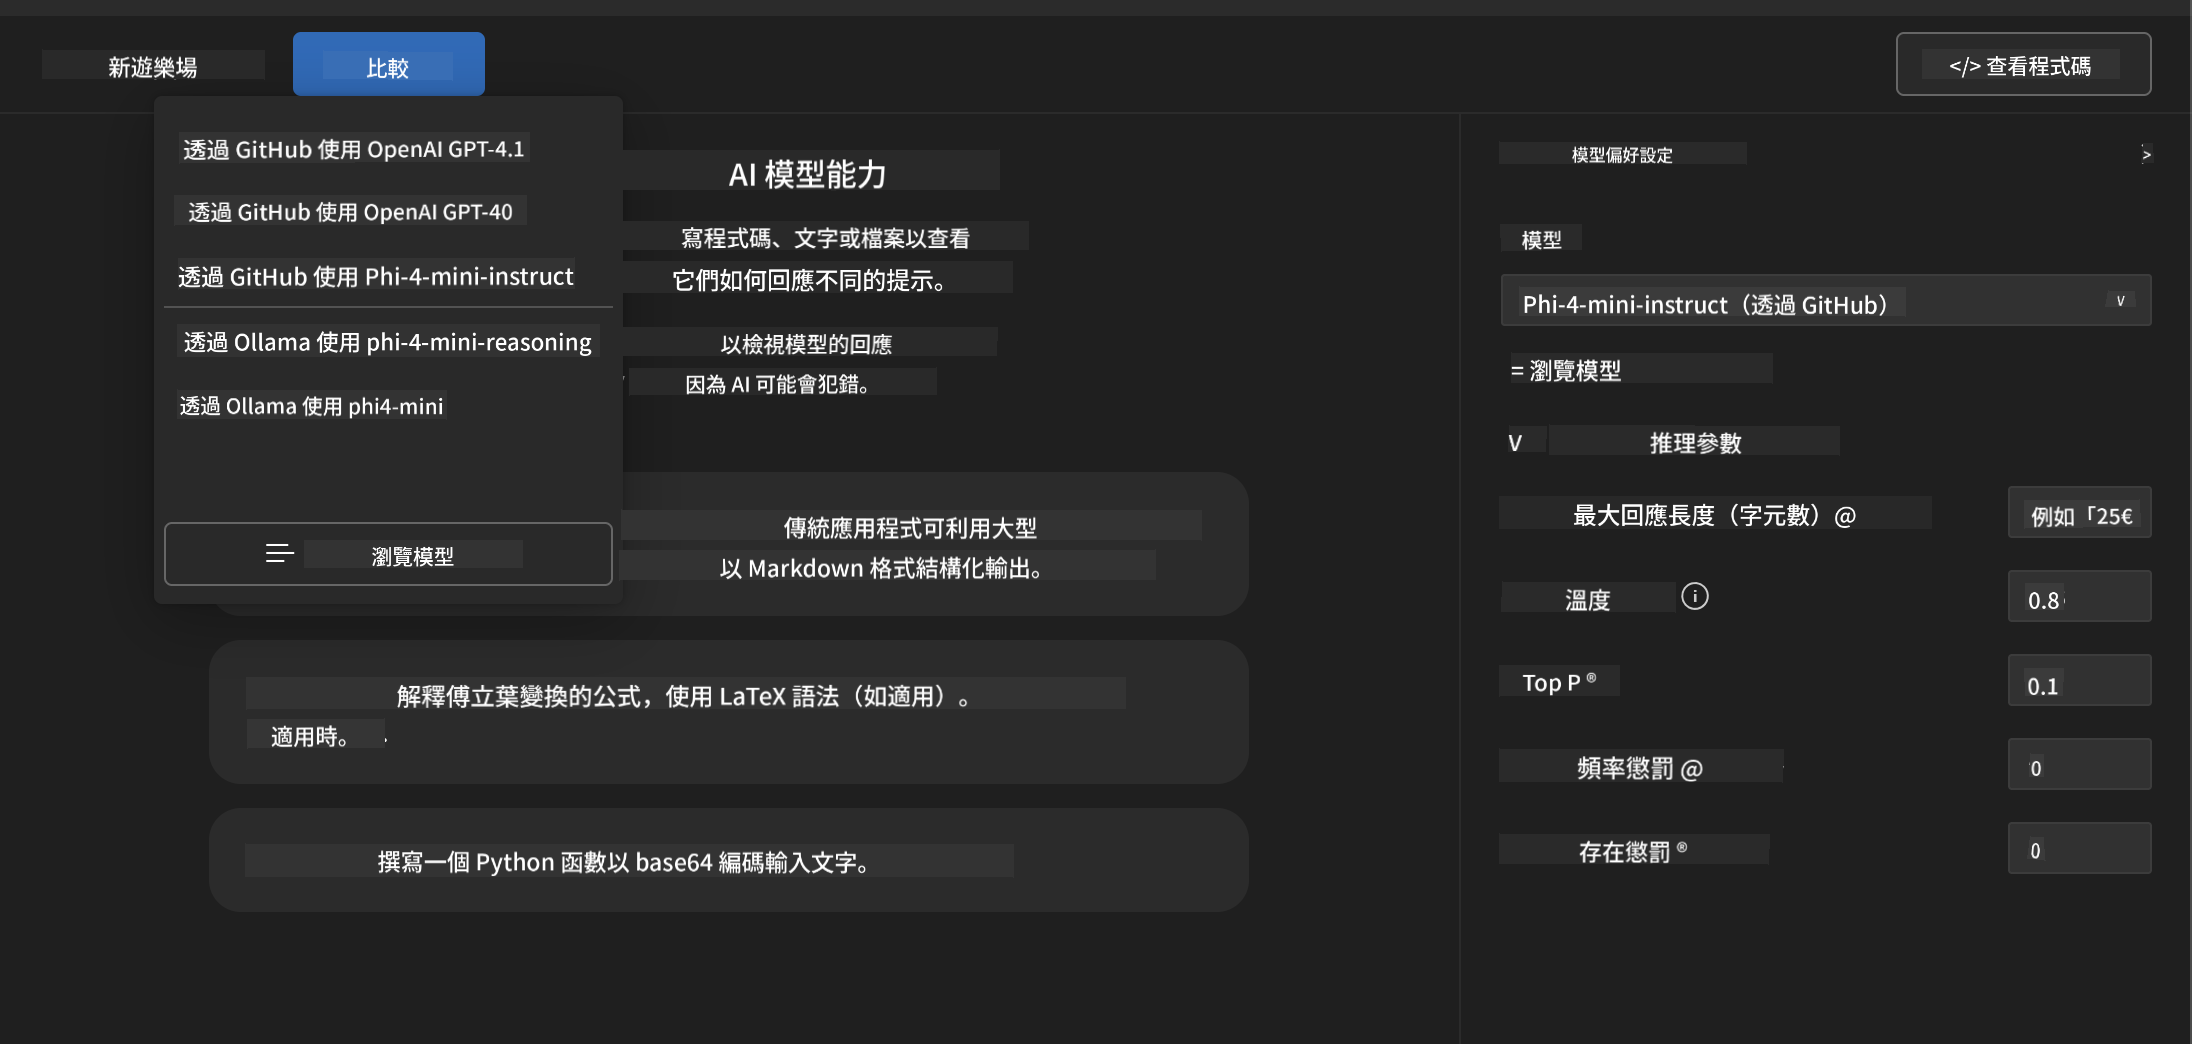 新遊樂場
比較
</> 查看程式碼
透過 GitHub 使用 OpenAI GPT-4.1
透過 GitHub 使用 OpenAI GPT-40
透過 GitHub 使用 Phi-4-mini-instruct
透過 Ollama 使用 phi-4-mini-reasoning
透過 Ollama 使用 phi4-mini
瀏覽模型
AI 模型能力
寫程式碼、文字或檔案以查看
它們如何回應不同的提示。
以檢視模型的回應
因為 AI 可能會犯錯。
傳統應用程式可利用大型
以 Markdown 格式結構化輸出。
解釋傅立葉變換的公式，使用 LaTeX 語法（如適用）。
適用時。
撰寫一個 Python 函數以 base64 編碼輸入文字。
模型偏好設定 >
模型
Phi-4-mini-instruct（透過 GitHub） v
= 瀏覽模型
V 推理參數
最大回應長度（字元數）@ 例如「25€
溫度 0.8
Top P ® 0.1
頻率懲罰 @ 0
存在懲罰 ® 0